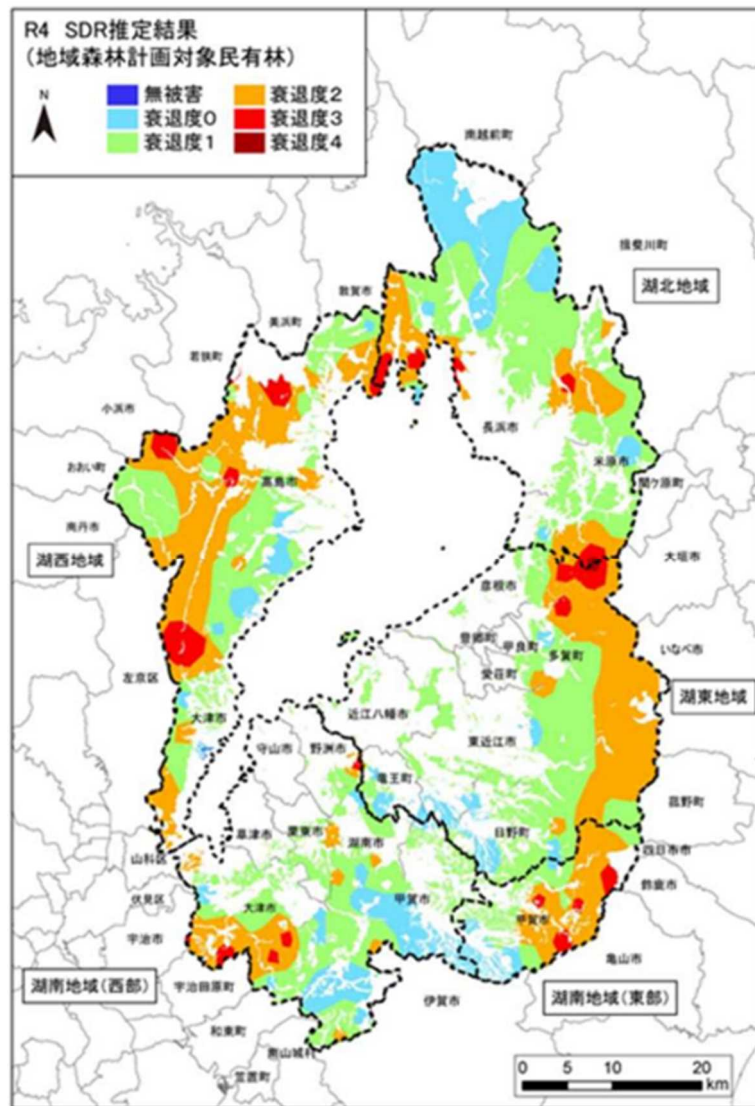 R4 SDR推定結果
(地域森林計画対象民有林)
N
無被害
衰退度0
衰退度1
衰退度2
衰退度3
衰退度4
南越前町
揖斐川町
湖北地域
敦賀市
美浜町
若狭町
小浜市
長浜市
おおい町
高島市
米原市
関ケ原町
南丹市
湖西地域
大垣市
彦根市
豊郷町
甲良町
多賀町
いなべ市
愛荘町
左京区
湖東地域
大津市
近江八幡市
東近江市
守山市
野洲市
竜王町
菰野町
日野町
草津市
栗東市
湖南市
山科区
四日市市
鈴鹿市
伏見区
大津市
甲賀市
甲賀市
宇治市
亀山市
湖南地域(西部)
宇治田原町
伊賀市
湖南地域(東部)
和束町
南山城村
笠置町
0 5 10 20
km